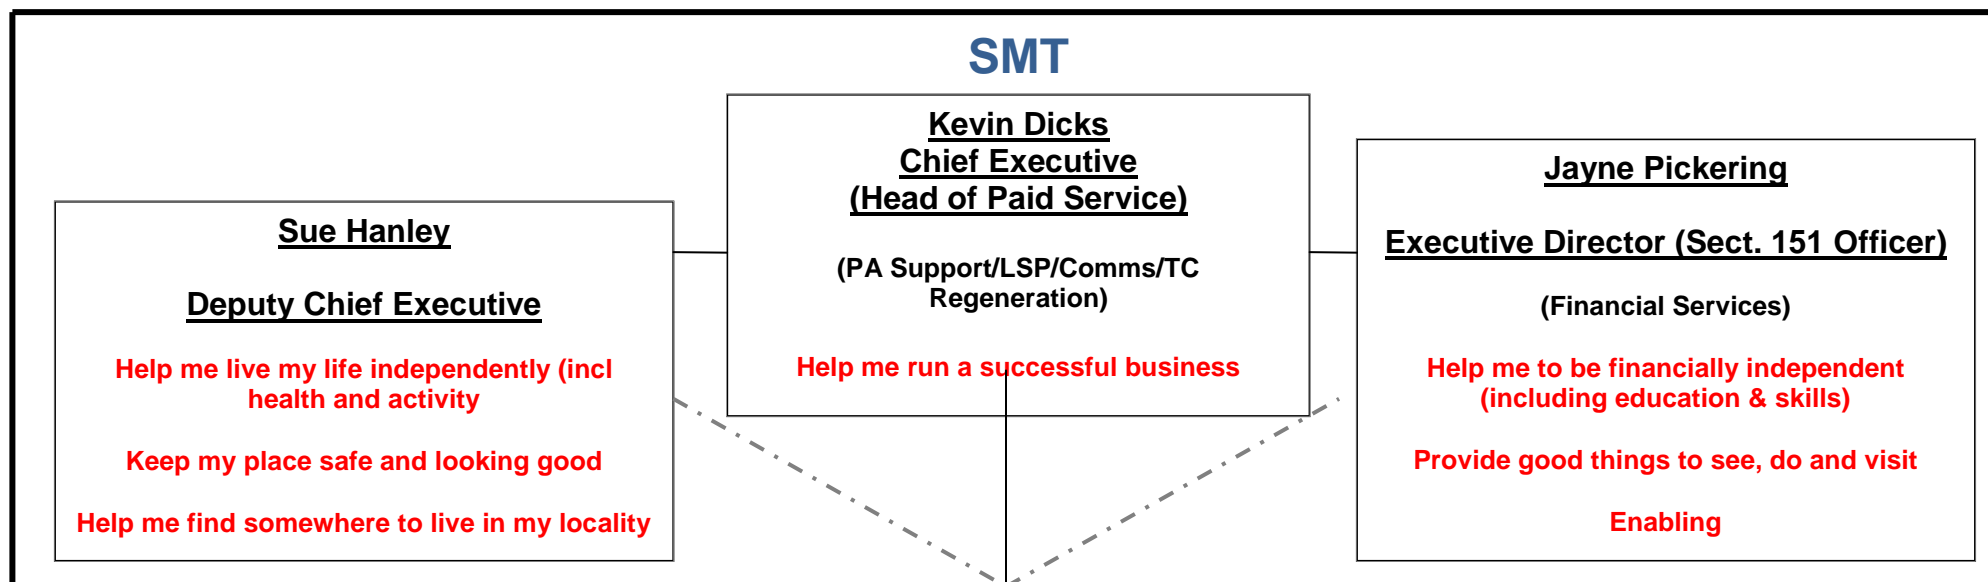 SMT
Sue Hanley
Deputy Chief Executive
Help me live my life independently (incl
health and activity
Keep my place safe and looking good
Help me find somewhere to live in my locality
Kevin Dicks
Chief Executive
(Head of Paid Service)
(PA Support/LSP/Comms/TC
Regeneration)
Help me run a successful business
Jayne Pickering
Executive Director (Sect. 151 Officer)
(Financial Services)
Help me to be financially independent
(including education & skills)
Provide good things to see, do and visit
Enabling